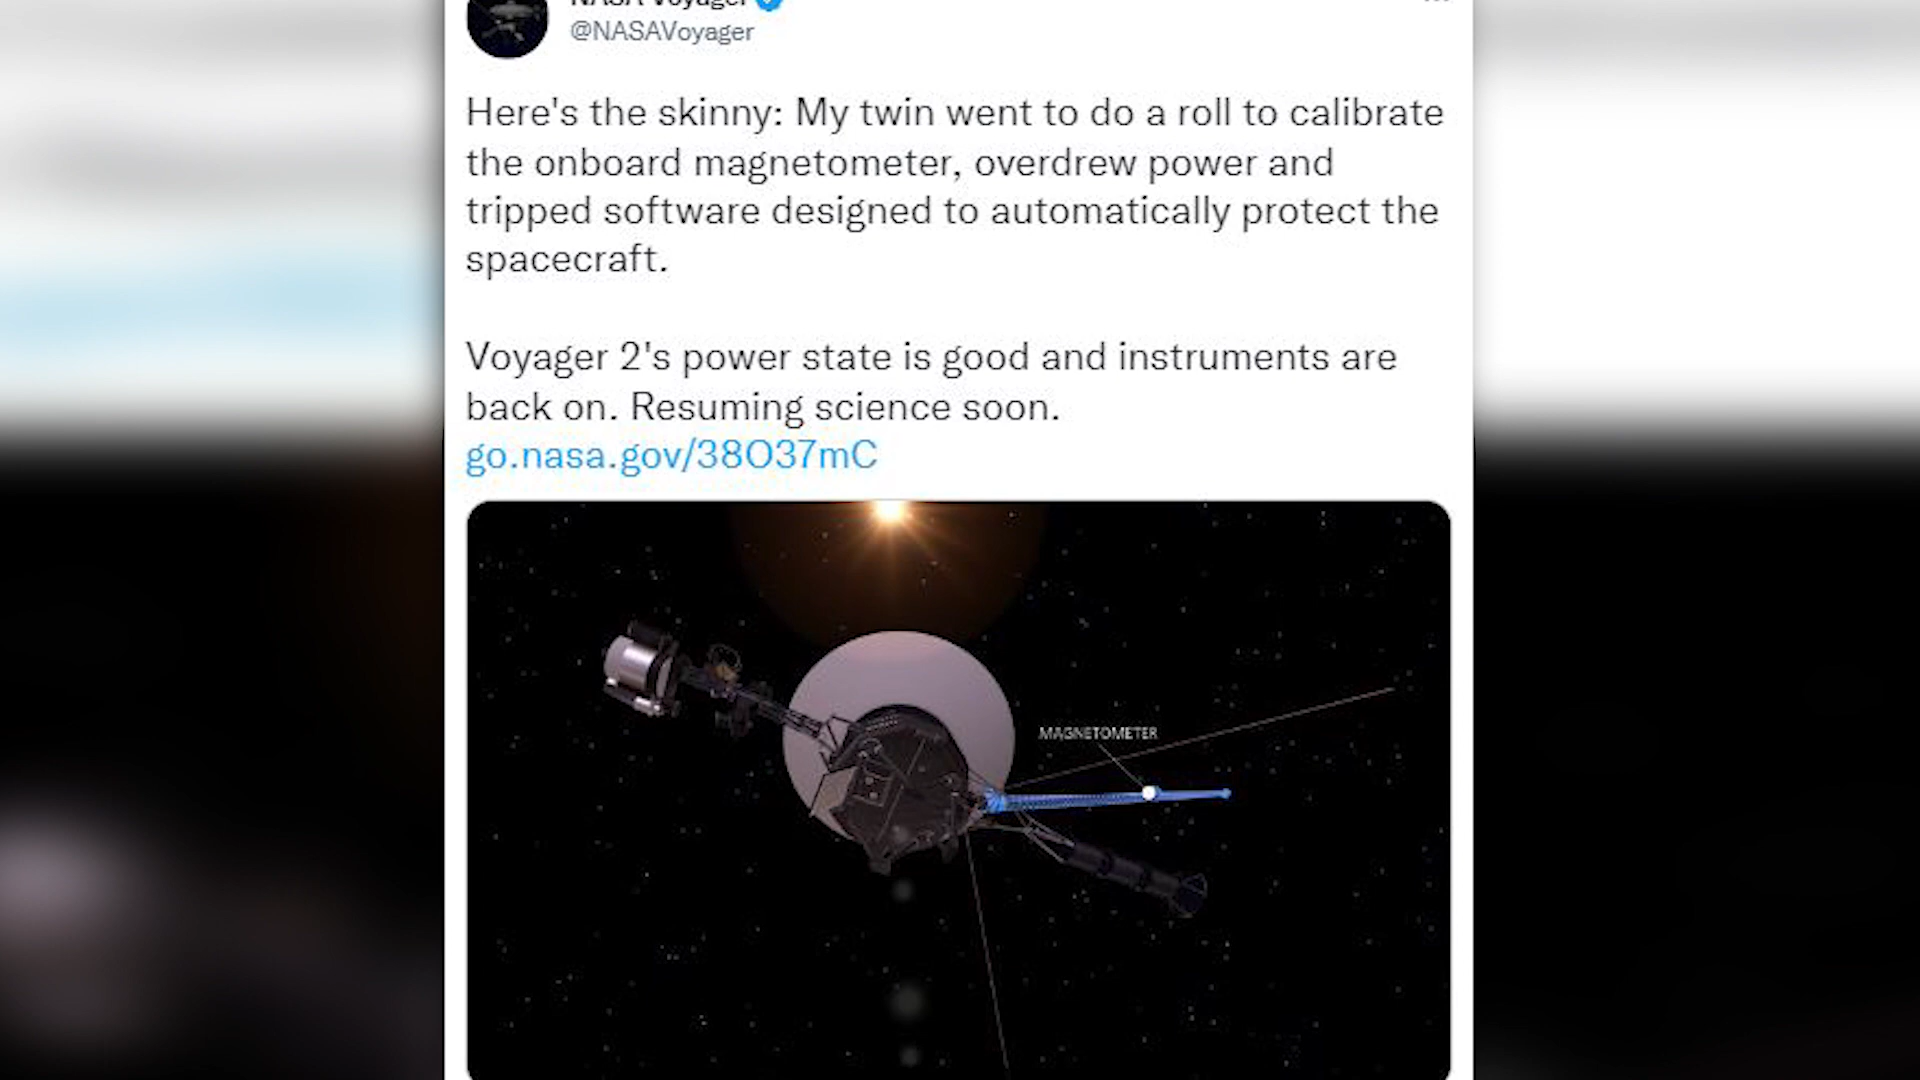 NASA Voyager
@NASAVoyager
Here's the skinny: My twin went to do a roll to calibrate
the onboard magnetometer, overdrew power and
tripped software designed to automatically protect the
spacecraft.
Voyager 2's power state is good and instruments are
back on. Resuming science soon.
go.nasa.gov/38O37mC
MAGNETOMETER